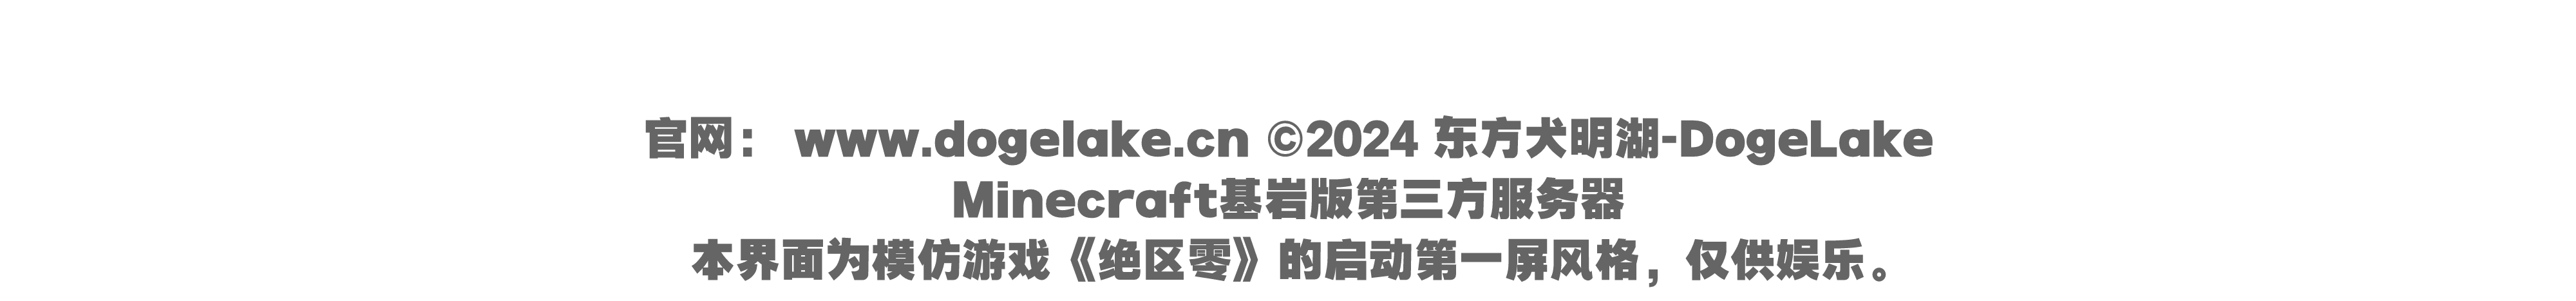 官网： www.dogelake.cn ©2024 东方犬明湖-DogeLake
Minecraft基岩版第三方服务器
本界面为模仿游戏《绝区零》的启动第一屏风格，仅供娱乐。